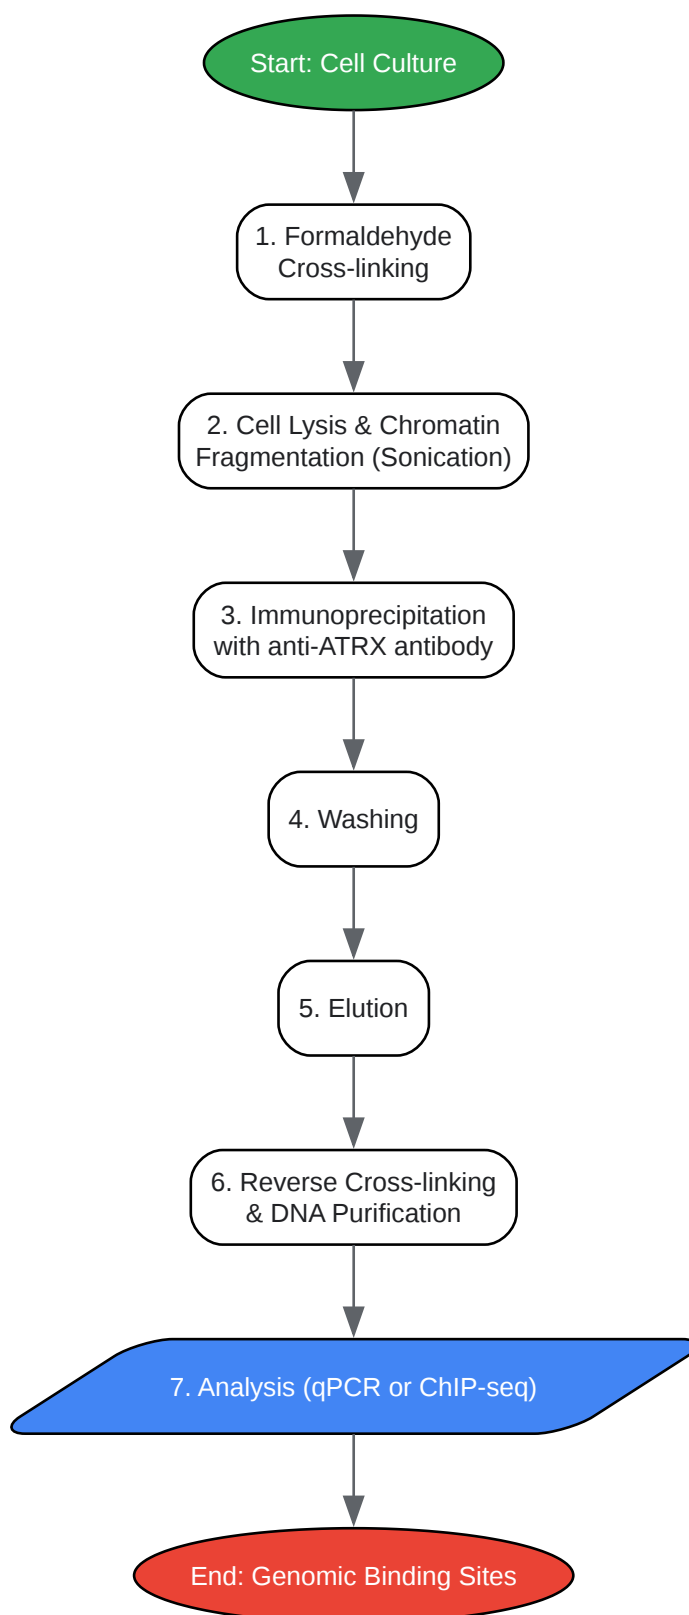 Start: Cell Culture
1. Formaldehyde
Cross-linking
2. Cell Lysis & Chromatin
Fragmentation (Sonication)
3. Immunoprecipitation
with anti-ATRX antibody
4. Washing
5. Elution
6. Reverse Cross-linking
& DNA Purification
7. Analysis (qPCR or ChIP-seq)
End: Genomic Binding Sites